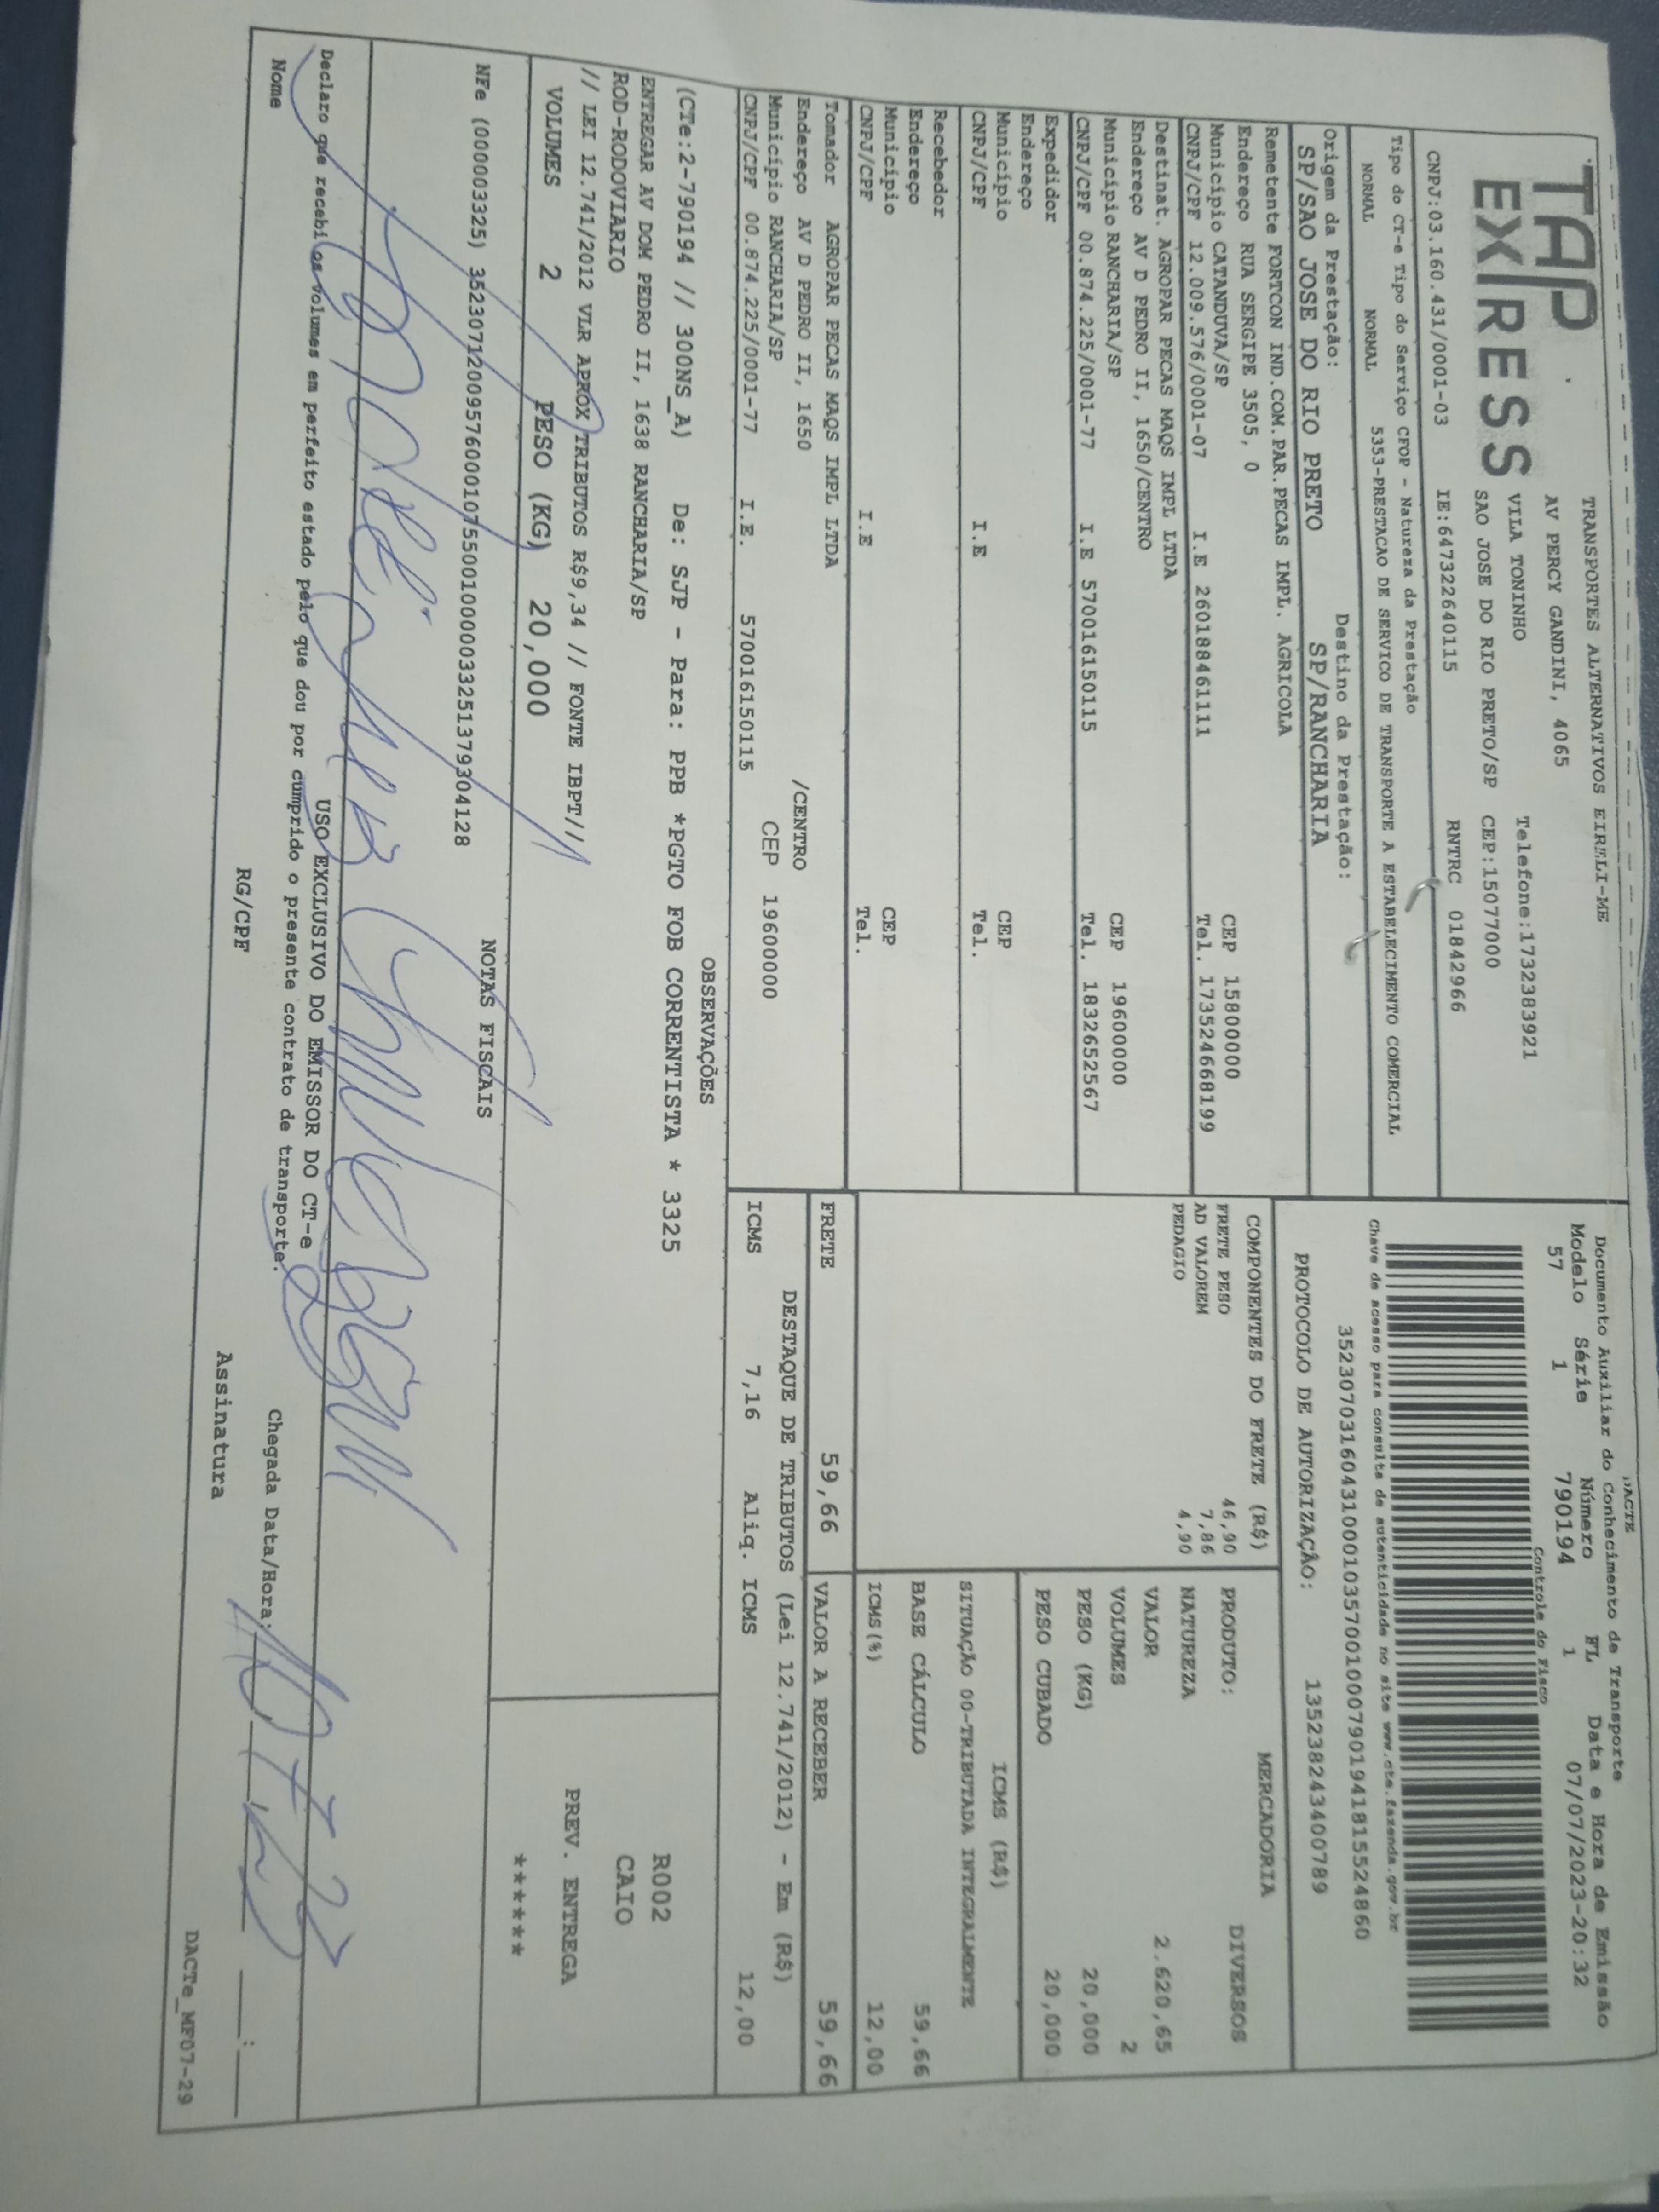 TAP
EXPRESS
TRANSPORTES ALTERNATIVOS EIRELI-ME
AV PERCY GANDINI, 4065
VILA TONINHO Telefone:1732383921
SAO JOSE DO RIO PRETO/SP CEP:15077000
CNPJ:03.160.431/0001-03 IE:647322640115 RNTRC 01842966
DACTE
Documento Auxiliar do Conhecimento de Transporte
Modelo Série Número FL Data e Hora de Emissão
57 1 790194 1 07/07/2023-20:32
Controle do Fisco
Chave de acesso para consulta de autenticidade no site www.cte.fazenda.gov.br
35230703160431000103570010007901941815524860
PROTOCOLO DE AUTORIZAÇÃO: 135238243400789
Tipo do CT-e Tipo do Serviço CFOP - Natureza da Prestação
NORMAL NORMAL 5353-PRESTACAO DE SERVICO DE TRANSPORTE A ESTABELECIMENTO COMERCIAL
Origem da Prestação: Destino da Prestação:
SP/SAO JOSE DO RIO PRETO SP/RANCHARIA
Remetente FORTCON IND.COM.PAR.PECAS IMPL. AGRICOLA
Endereço RUA SERGIPE 3505, 0
Município CATANDUVA/SP CEP 15800000
CNPJ/CPF 12.009.576/0001-07 I.E 260188461111 Tel. 173524668199
Destinat. AGROPAR PECAS MAQS IMPL LTDA
Endereço AV D PEDRO II, 1650/CENTRO
Município RANCHARIA/SP CEP 19600000
CNPJ/CPF 00.874.225/0001-77 I.E 570016150115 Tel. 1832652567
Expedidor
Endereço
Município CEP
CNPJ/CPF I.E Tel.
Recebedor
Endereço
Município CEP
CNPJ/CPF I.E Tel.
Tomador AGROPAR PECAS MAQS IMPL LTDA
Endereço AV D PEDRO II, 1650 /CENTRO
Município RANCHARIA/SP CEP 19600000
CNPJ/CPF 00.874.225/0001-77 I.E. 570016150115
COMPONENTES DO FRETE (R$)
FRETE PESO 46,90
AD VALOREM 7,86
PEDAGIO 4,90
MERCADORIA
PRODUTO: DIVERSOS
NATUREZA
VALOR 2.620,65
VOLUMES 2
PESO (KG) 20,000
PESO CUBADO 20,000
ICMS (R$)
SITUAÇÃO 00-TRIBUTADA INTEGRALMENTE
BASE CÁLCULO 59,66
ICMS(%) 12,00
FRETE 59,66 VALOR A RECEBER 59,66
DESTAQUE DE TRIBUTOS (Lei 12.741/2012) - Em (R$)
ICMS 7,16 Aliq. ICMS 12,00
OBSERVAÇÕES
(CTe:2-790194 // 300NS_A) De: SJP - Para: PPB *PGTO FOB CORRENTISTA * 3325
ENTREGAR AV DOM PEDRO II, 1638 RANCHARIA/SP
ROD-RODOVIARIO
// LEI 12.741/2012 VLR APROX TRIBUTOS R$9,34 // FONTE IBPT//
VOLUMES 2 PESO (KG) 20,000
R002
CAIO
PREV. ENTREGA
******
NOTAS FISCAIS
NFe (000003325) 35230712009576000107550010000033251379304128
USO EXCLUSIVO DO EMISSOR DO CT-e
Declaro que recebi os volumes em perfeito estado pelo que dou por cumprido o presente contrato de transporte.
Chegada Data/Hora:
Nome RG/CPF Assinatura
DACTe_MF07-29